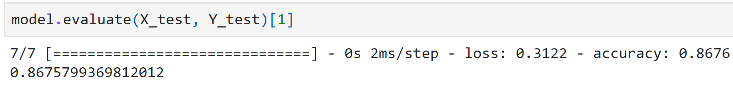 model.evaluate(X_test, Y_test)[1]
7/7 [==============================] - 0s 2ms/step - loss: 0.3122 - accuracy: 0.8676
0.8675799369812012